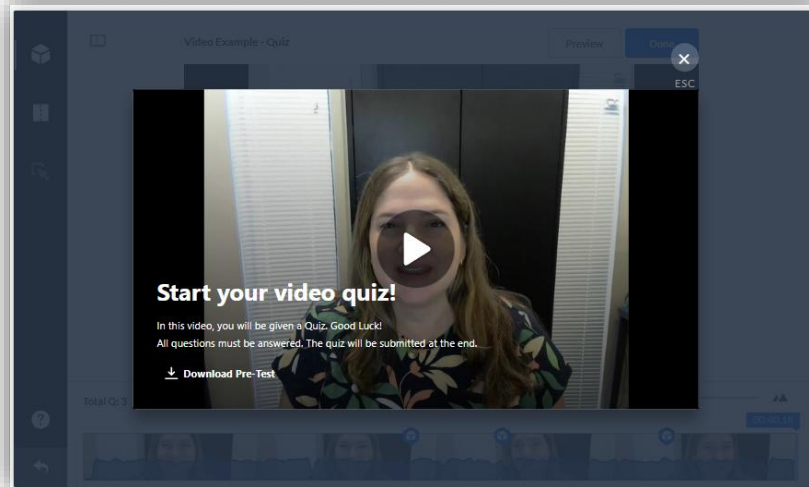 Video Example - Quiz
Preview
Done
ESC
Start your video quiz!
In this video, you will be given a Quiz. Good Luck!
All questions must be answered. The quiz will be submitted at the end.
Download Pre-Test
Total Q: 3